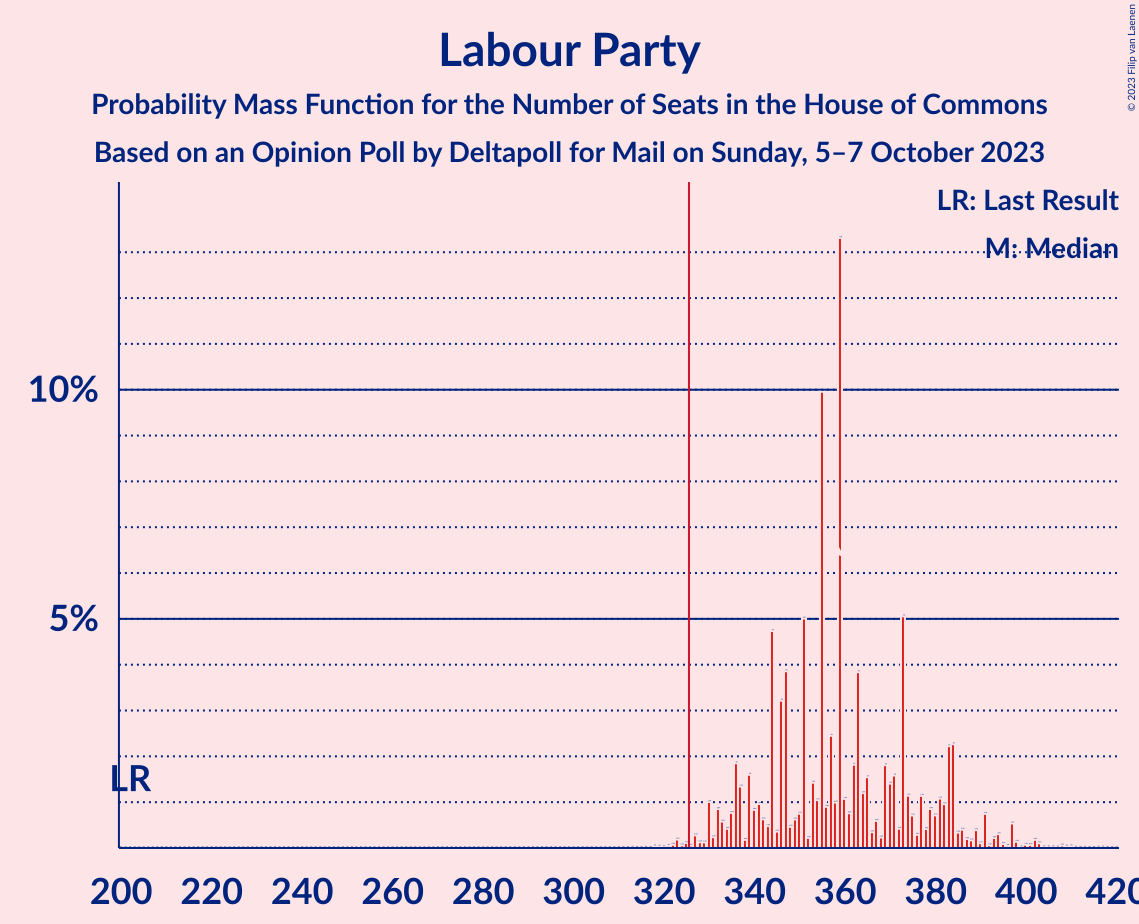 Labour Party
Probability Mass Function for the Number of Seats in the House of Commons
Based on an Opinion Poll by Deltapoll for Mail on Sunday, 5–7 October 2023
© 2023 Filip van Laenen
LR: Last Result
M: Median
10%
5%
LR
200 220 240 260 280 300 320 340 360 380 400 420